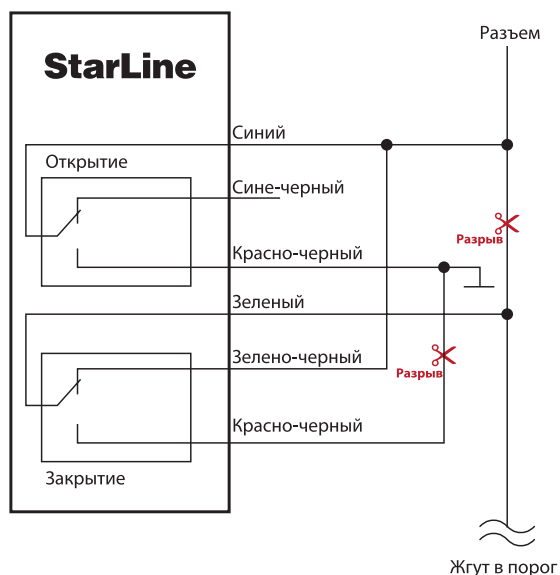 Разъем
StarLine
Синий
Открытие
Сине-черный
Разрыв
Красно-черный
Зеленый
Зелено-черный
Разрыв
Красно-черный
Закрытие
Жгут в порог